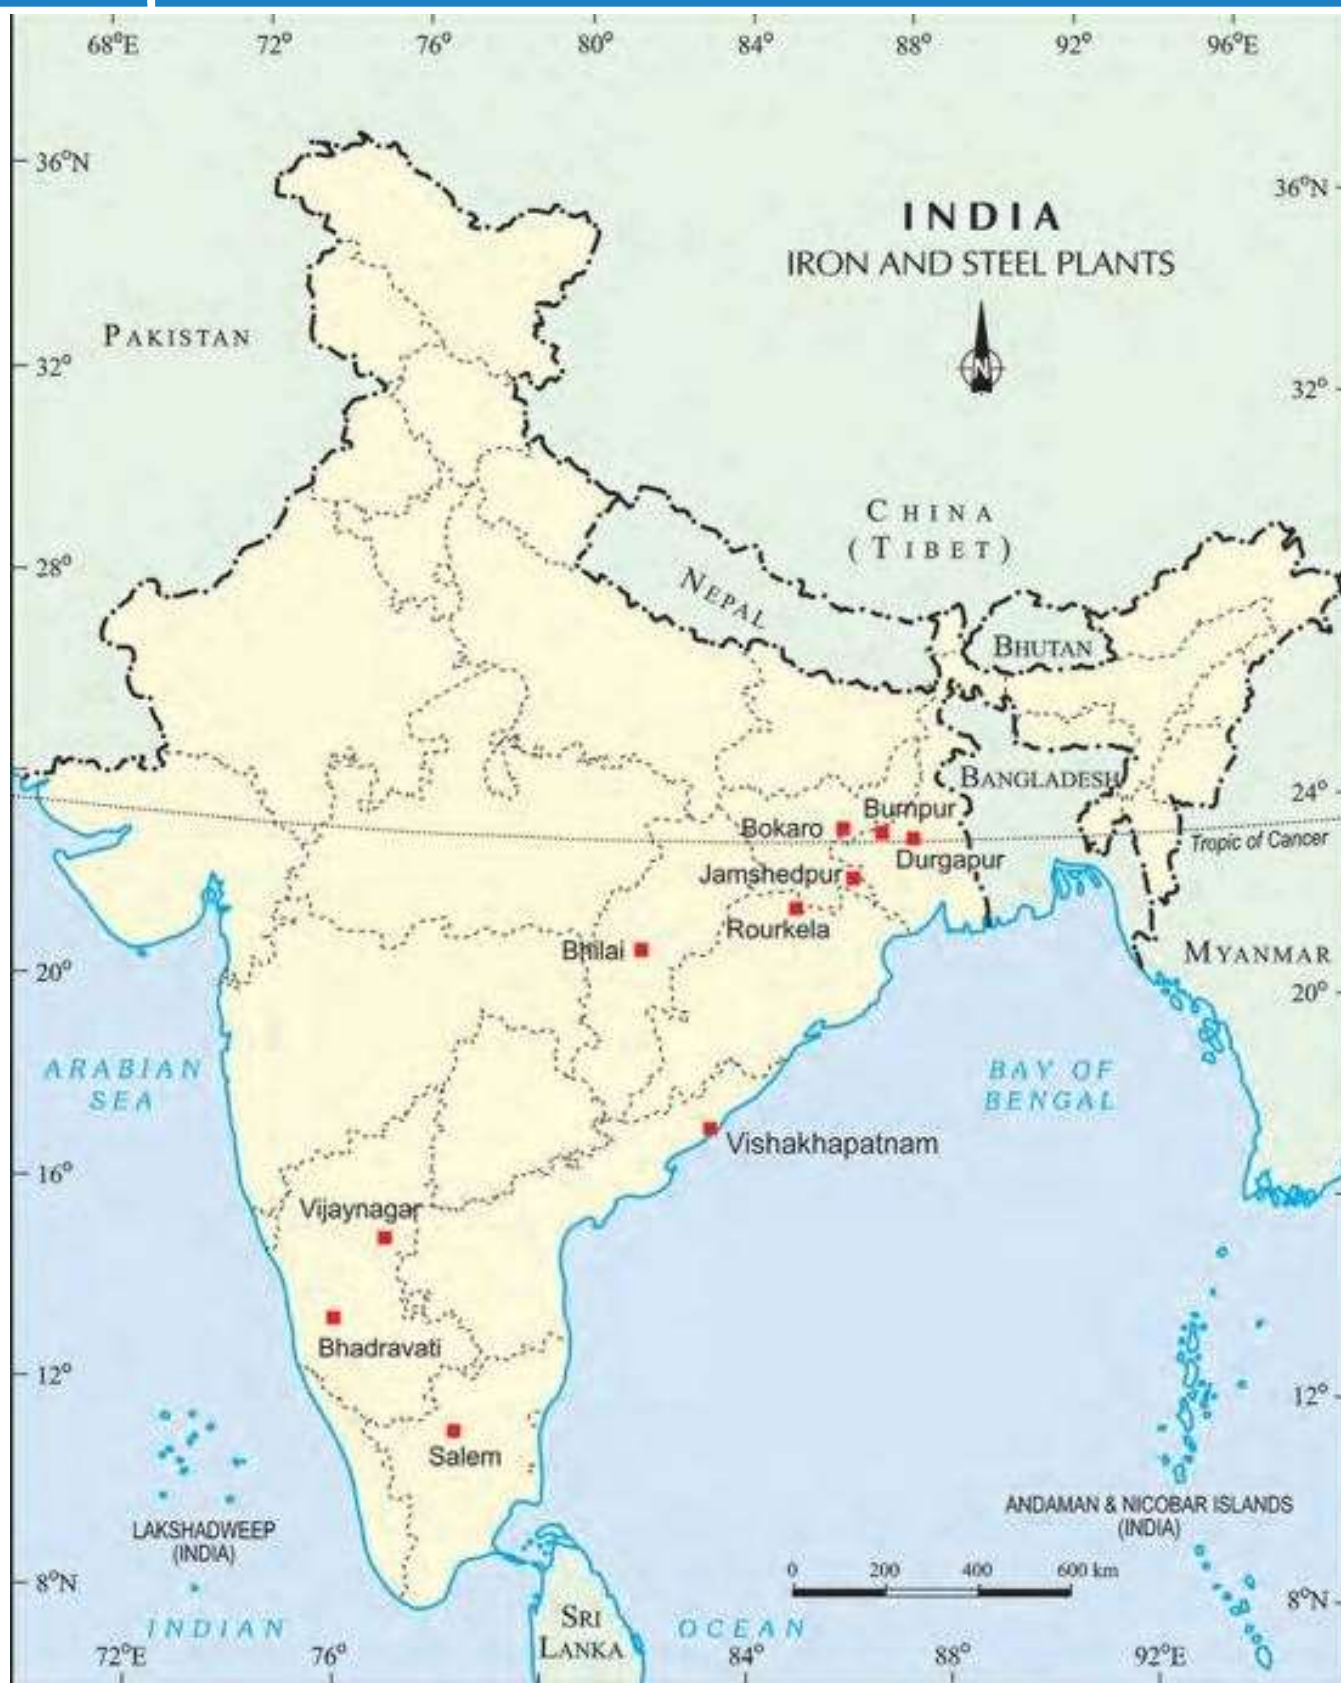 68°E 72° 76° 80° 84° 88° 92° 96°E
36°N
36°N
INDIA
IRON AND STEEL PLANTS
N
PAKISTAN
32°
32°
CHINA
(TIBET)
28°
NEPAL
BHUTAN
BANGLADESH
24°
Burnpur
Bokaro
Tropic of Cancer
Durgapur
Jamshedpur
Rourkela
Bhilai
MYANMAR
20°
20°
ARABIAN
SEA
BAY OF
BENGAL
Vishakhapatnam
16°
Vijaynagar
Bhadravati
12°
12°
Salem
LAKSHADWEEP
(INDIA)
ANDAMAN & NICOBAR ISLANDS
(INDIA)
0 200 400 600 km
8°N
8°N
SRI
LANKA
INDIAN OCEAN
72°E 76° 84° 88° 92°E